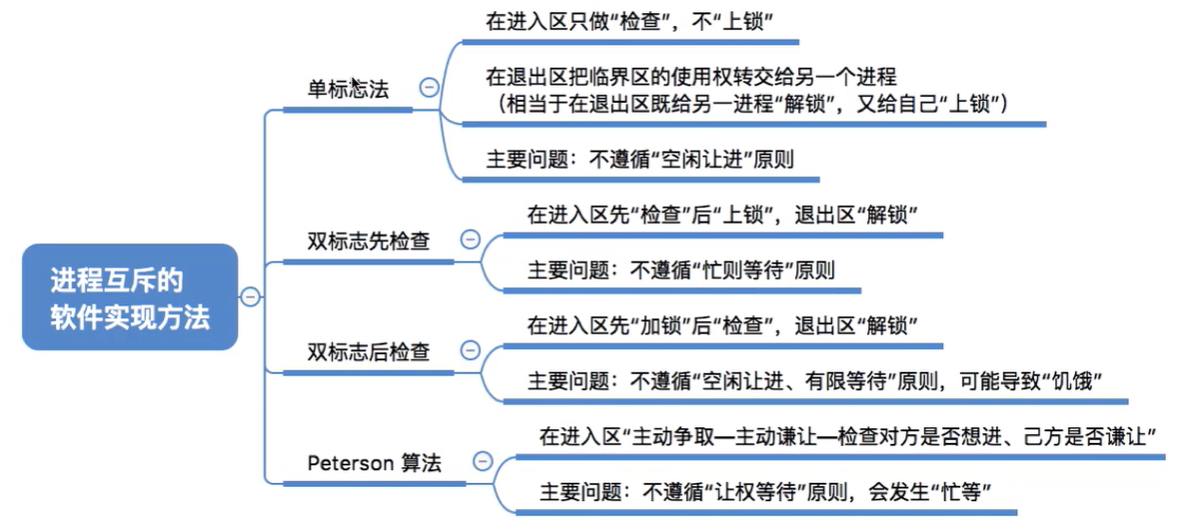 在进入区只做“检查”，不“上锁”
单标志法
在退出区把临界区的使用权转交给另一个进程
（相当于在退出区既给另一进程“解锁”，又给自己“上锁”）
主要问题：不遵循“空闲让进”原则
在进入区先“检查”后“上锁”，退出区“解锁”
双标志先检查
主要问题：不遵循“忙则等待”原则
进程互斥的
软件实现方法
在进入区先“加锁”后“检查”，退出区“解锁”
双标志后检查
主要问题：不遵循“空闲让进、有限等待”原则，可能导致“饥饿”
在进入区“主动争取—主动谦让—检查对方是否想进、己方是否谦让”
Peterson 算法
主要问题：不遵循“让权等待”原则，会发生“忙等”